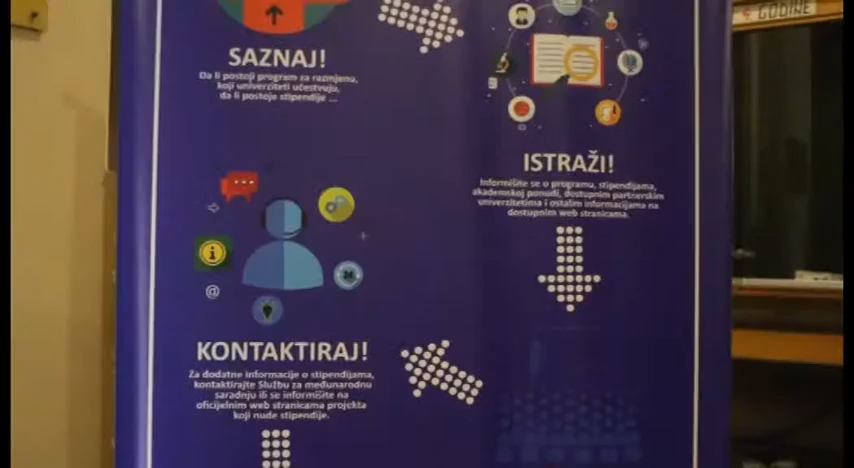 GODINE
SAZNAJ!
Da li postoji program za razmjenu,
koji univerziteti učestvuju,
da li postoje stipendije ...
ISTRAŽI!
Informišite se o programu, stipendijama,
akademskoj ponudi, dostupnim partnerskim
univerzitetima i ostalim informacijama na
dostupnim web stranicama.
@
KONTAKTIRAJ!
Za dodatne informacije o stipendijama,
kontaktirajte Službu za međunarodnu
saradnju ili se informišite na
oficijelnim web stranicama projekta
koji nude stipendije.